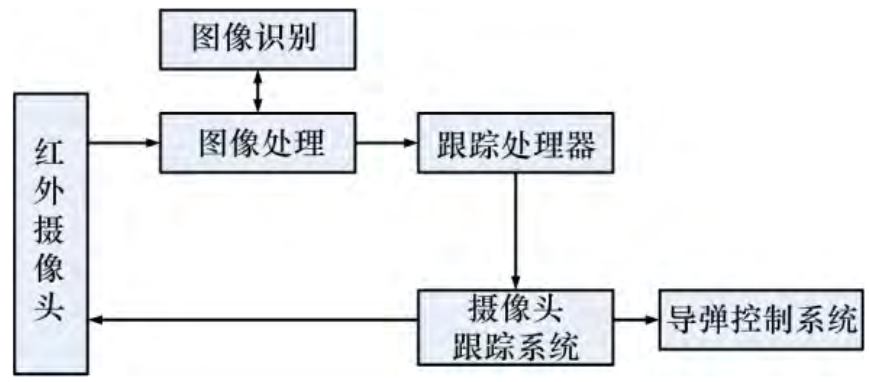 图像识别
图像处理
跟踪处理器
红外摄像头
摄像头
跟踪系统
导弹控制系统